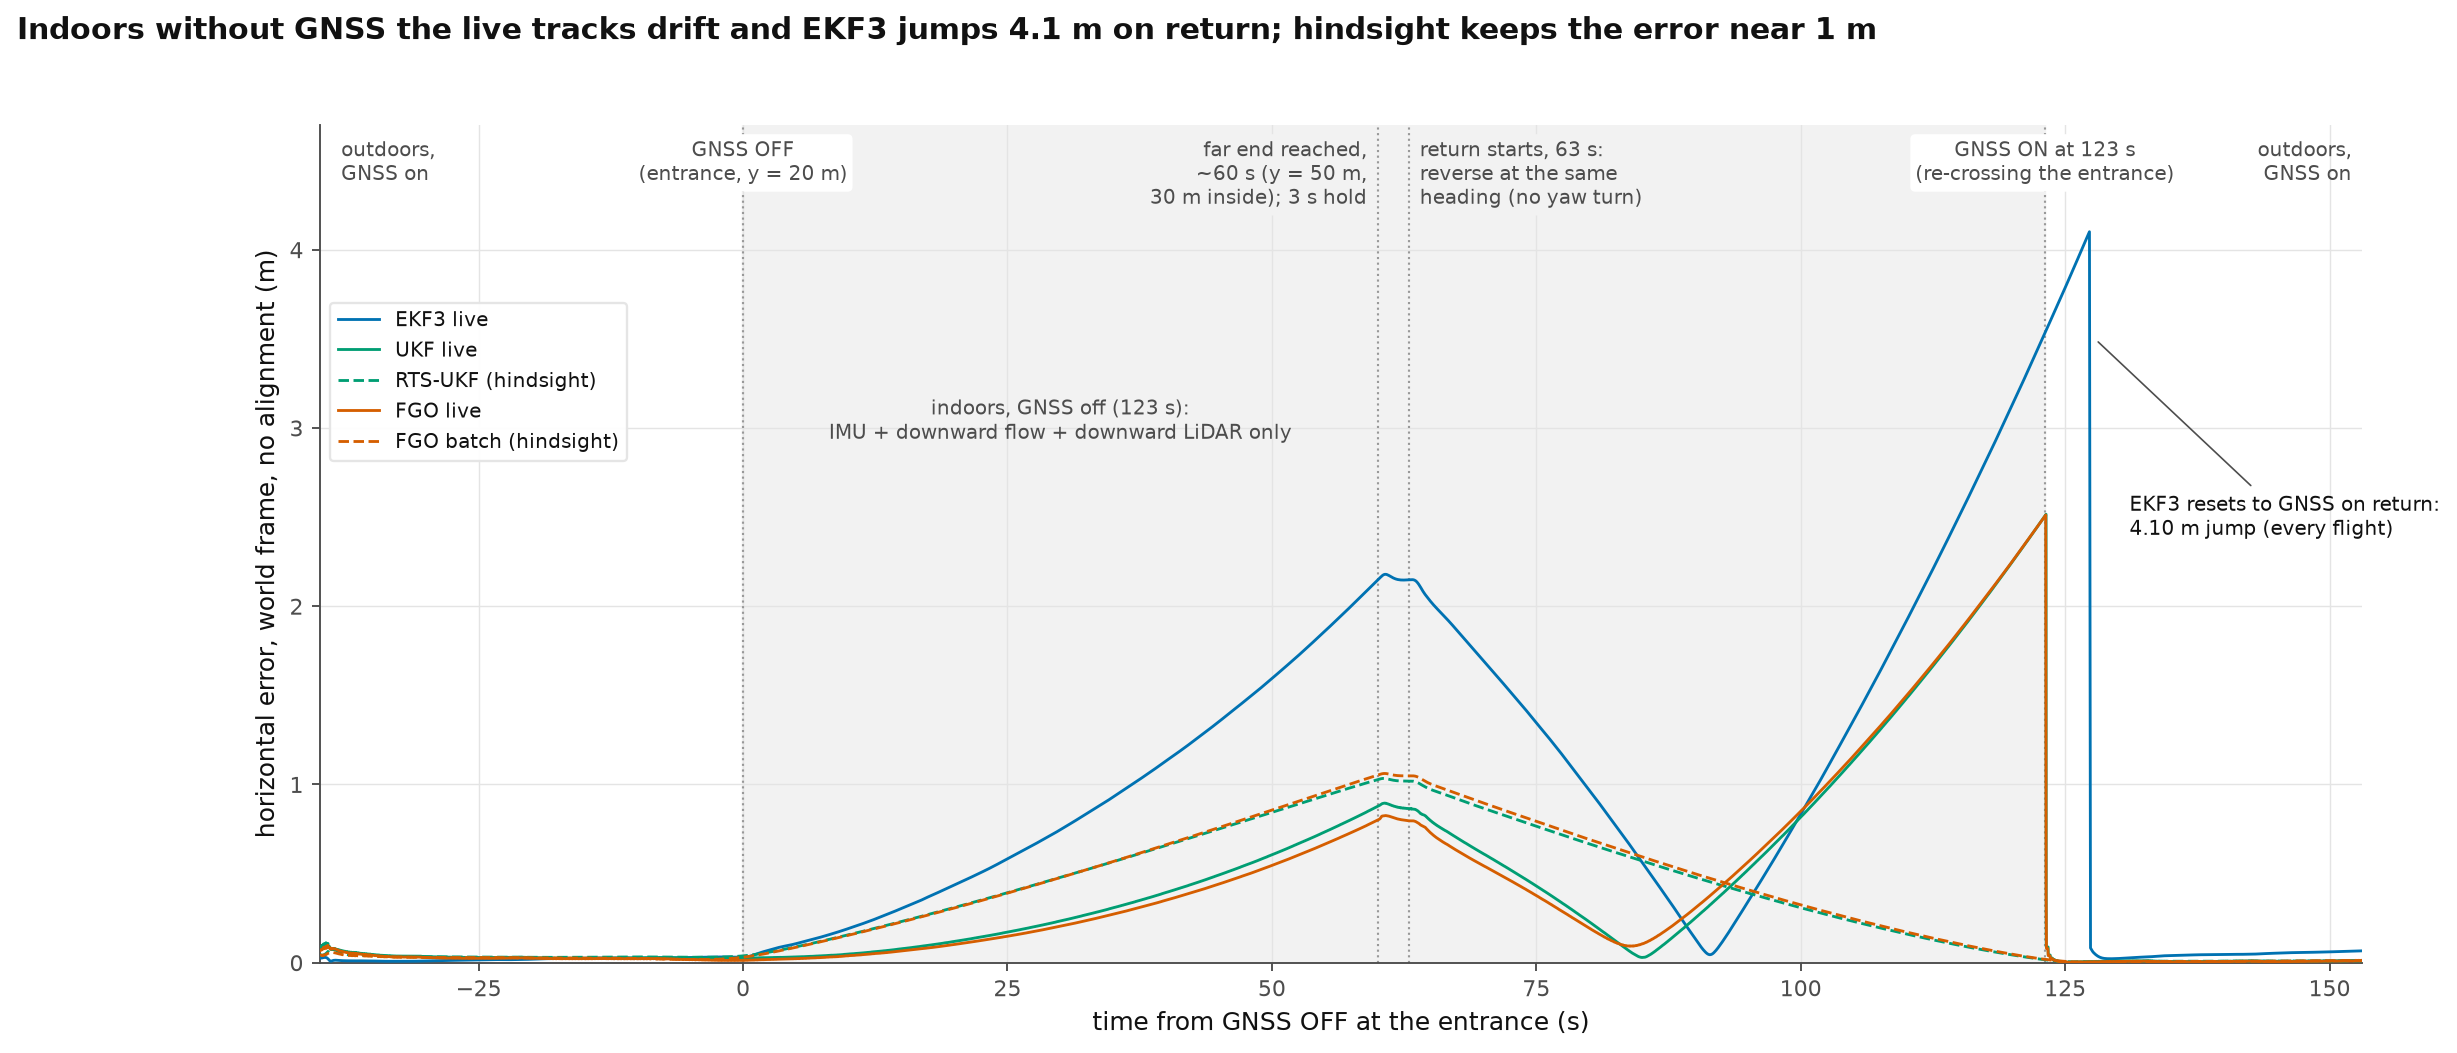 Indoors without GNSS the live tracks drift and EKF3 jumps 4.1 m on return; hindsight keeps the error near 1 m
outdoors,
GNSS on
GNSS OFF
(entrance, y = 20 m)
far end reached,
~60 s (y = 50 m,
30 m inside); 3 s hold
return starts, 63 s:
reverse at the same
heading (no yaw turn)
GNSS ON at 123 s
(re-crossing the entrance)
outdoors,
GNSS on
EKF3 live
UKF live
RTS-UKF (hindsight)
FGO live
FGO batch (hindsight)
indoors, GNSS off (123 s):
IMU + downward flow + downward LiDAR only
EKF3 resets to GNSS on return:
4.10 m jump (every flight)
horizontal error, world frame, no alignment (m)
4
3
2
1
0
−25
0
25
50
75
100
125
150
time from GNSS OFF at the entrance (s)